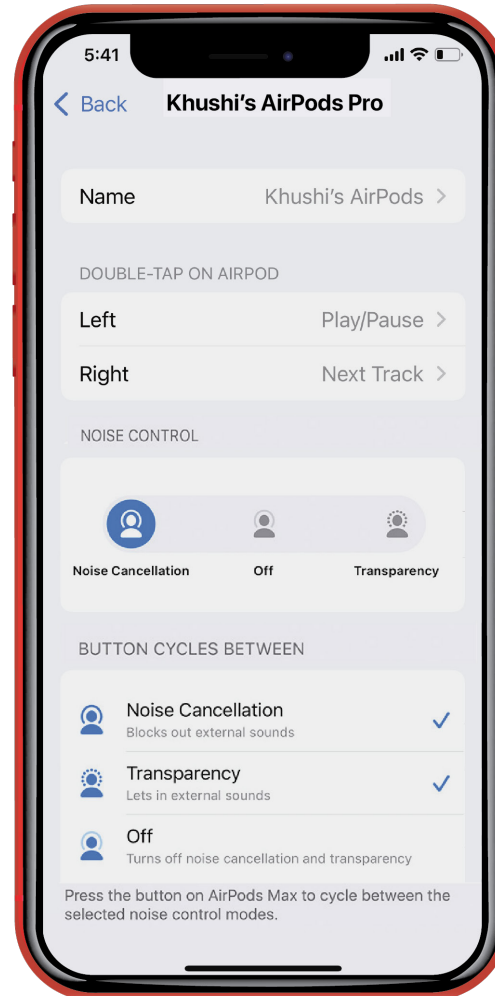 5:41
Back Khushi’s AirPods Pro
Name Khushi’s AirPods
DOUBLE-TAP ON AIRPOD
Left Play/Pause
Right Next Track
NOISE CONTROL
Noise Cancellation Off Transparency
BUTTON CYCLES BETWEEN
Noise Cancellation
Blocks out external sounds
Transparency
Lets in external sounds
Off
Turns off noise cancellation and transparency
Press the button on AirPods Max to cycle between the
selected noise control modes.